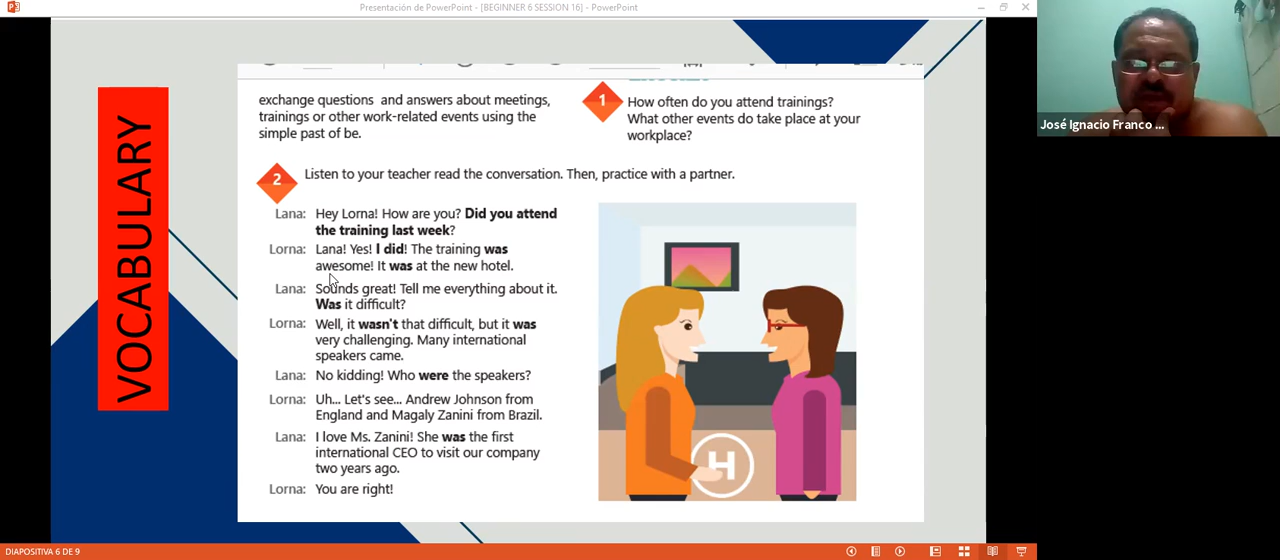 Presentación de PowerPoint - [BEGINNER 6 SESSION 16] - PowerPoint
VOCABULARY
exchange questions and answers about meetings,
trainings or other work-related events using the
simple past of be.
1
How often do you attend trainings?
What other events do take place at your
workplace?
2
Listen to your teacher read the conversation. Then, practice with a partner.
Lana: Hey Lorna! How are you? Did you attend
the training last week?
Lorna: Lana! Yes! I did! The training was
awesome! It was at the new hotel.
Lana: Sounds great! Tell me everything about it.
Was it difficult?
Lorna: Well, it wasn't that difficult, but it was
very challenging. Many international
speakers came.
Lana: No kidding! Who were the speakers?
Lorna: Uh... Let's see... Andrew Johnson from
England and Magaly Zanini from Brazil.
Lana: I love Ms. Zanini! She was the first
international CEO to visit our company
two years ago.
Lorna: You are right!
H
José Ignacio Franco ...
DIAPOSITIVA 6 DE 9